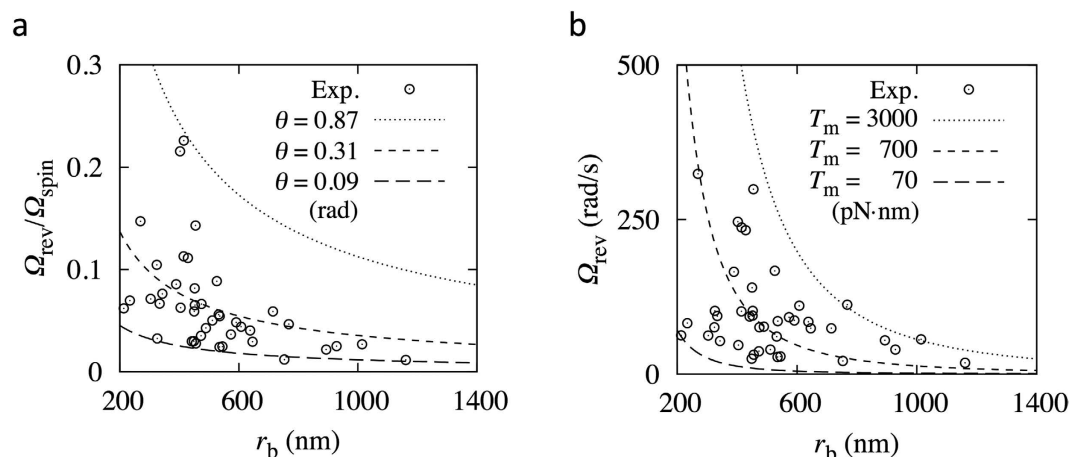 a
0.3
0.2
0.1
0
Ω_rev/Ω_spin
Exp.
θ = 0.87
θ = 0.31
θ = 0.09
(rad)
200 600 1000 1400
r_b (nm)
b
500
250
0
Ω_rev (rad/s)
Exp.
T_m = 3000
T_m = 700
T_m = 70
(pN·nm)
200 600 1000 1400
r_b (nm)